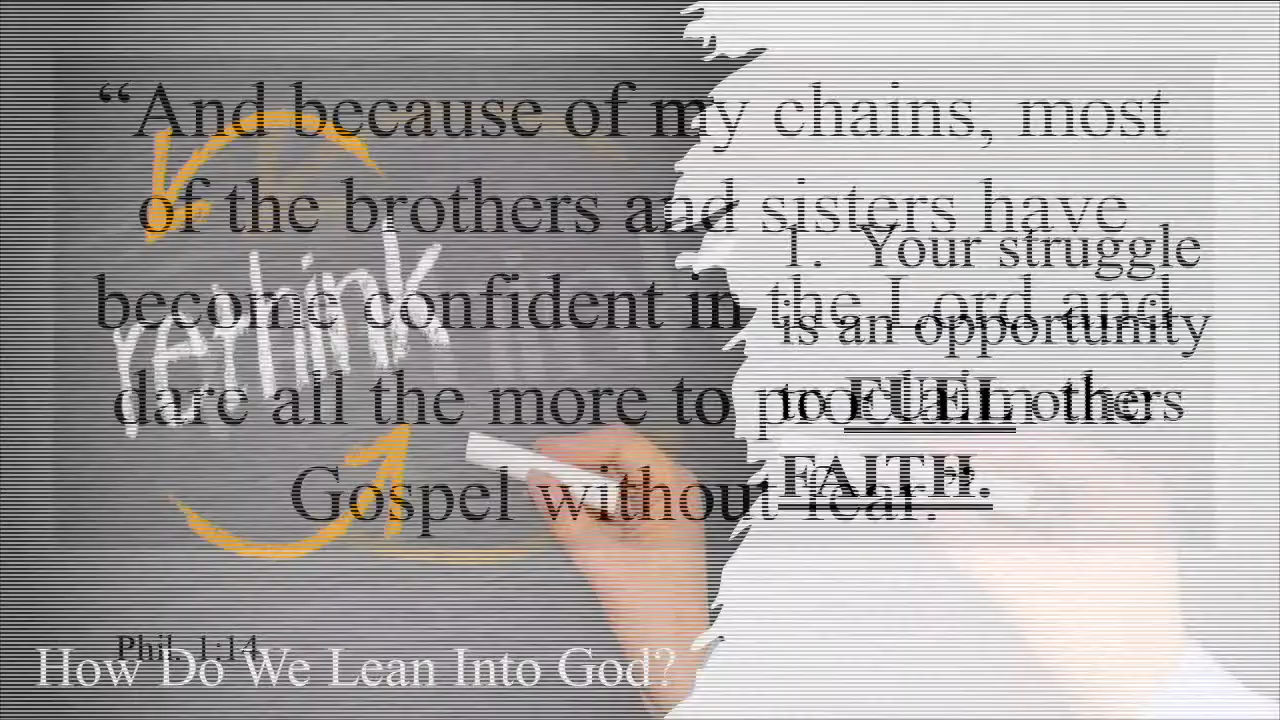 “And because of my chains, most
of the brothers and sisters have
become confident in the Lord and
dare all the more to proclaim the
Gospel without fear.”
Phil. 1:14
rethink
1. Your struggle
is an opportunity
to FUEL others
FAITH.
How Do We Lean Into God?